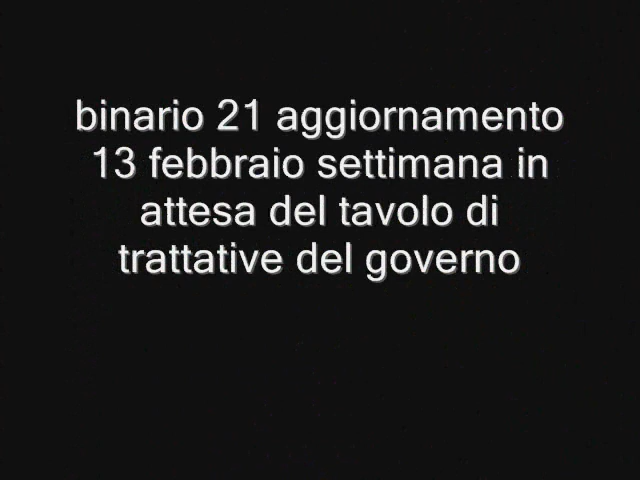 binario 21 aggiornamento
13 febbraio settimana in
attesa del tavolo di
trattative del governo